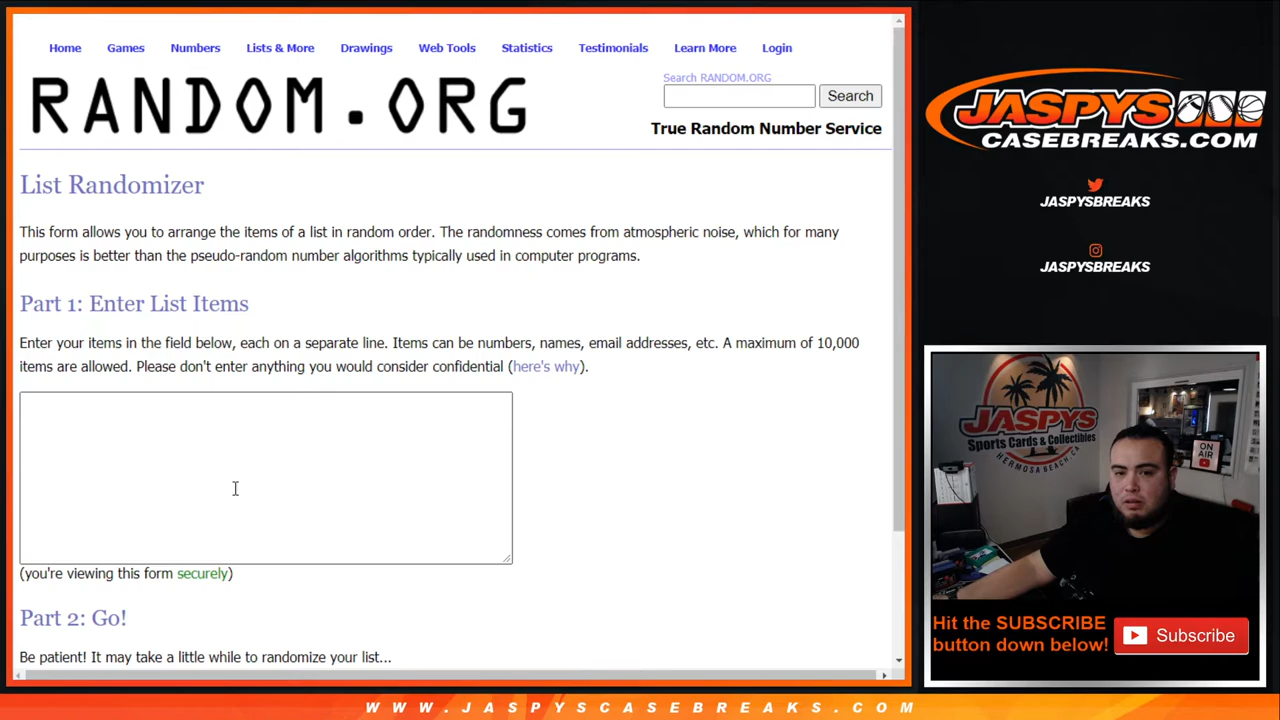 Home Games Numbers Lists & More Drawings Web Tools Statistics Testimonials Learn More Login
RANDOM.ORG
Search RANDOM.ORG
Search
True Random Number Service
List Randomizer
This form allows you to arrange the items of a list in random order. The randomness comes from atmospheric noise, which for many
purposes is better than the pseudo-random number algorithms typically used in computer programs.
Part 1: Enter List Items
Enter your items in the field below, each on a separate line. Items can be numbers, names, email addresses, etc. A maximum of 10,000
items are allowed. Please don't enter anything you would consider confidential (here's why).
(you're viewing this form securely)
Part 2: Go!
Be patient! It may take a little while to randomize your list...
JASPYS
CASEBREAKS.COM
JASPYSBREAKS
JASPYSBREAKS
JASPYS
Sports Cards & Collectibles
HERMOSA BEACH, CA
ON
AIR
Hit the SUBSCRIBE
button down below!
Subscribe
WWW.JASPYSCASEBREAKS.COM